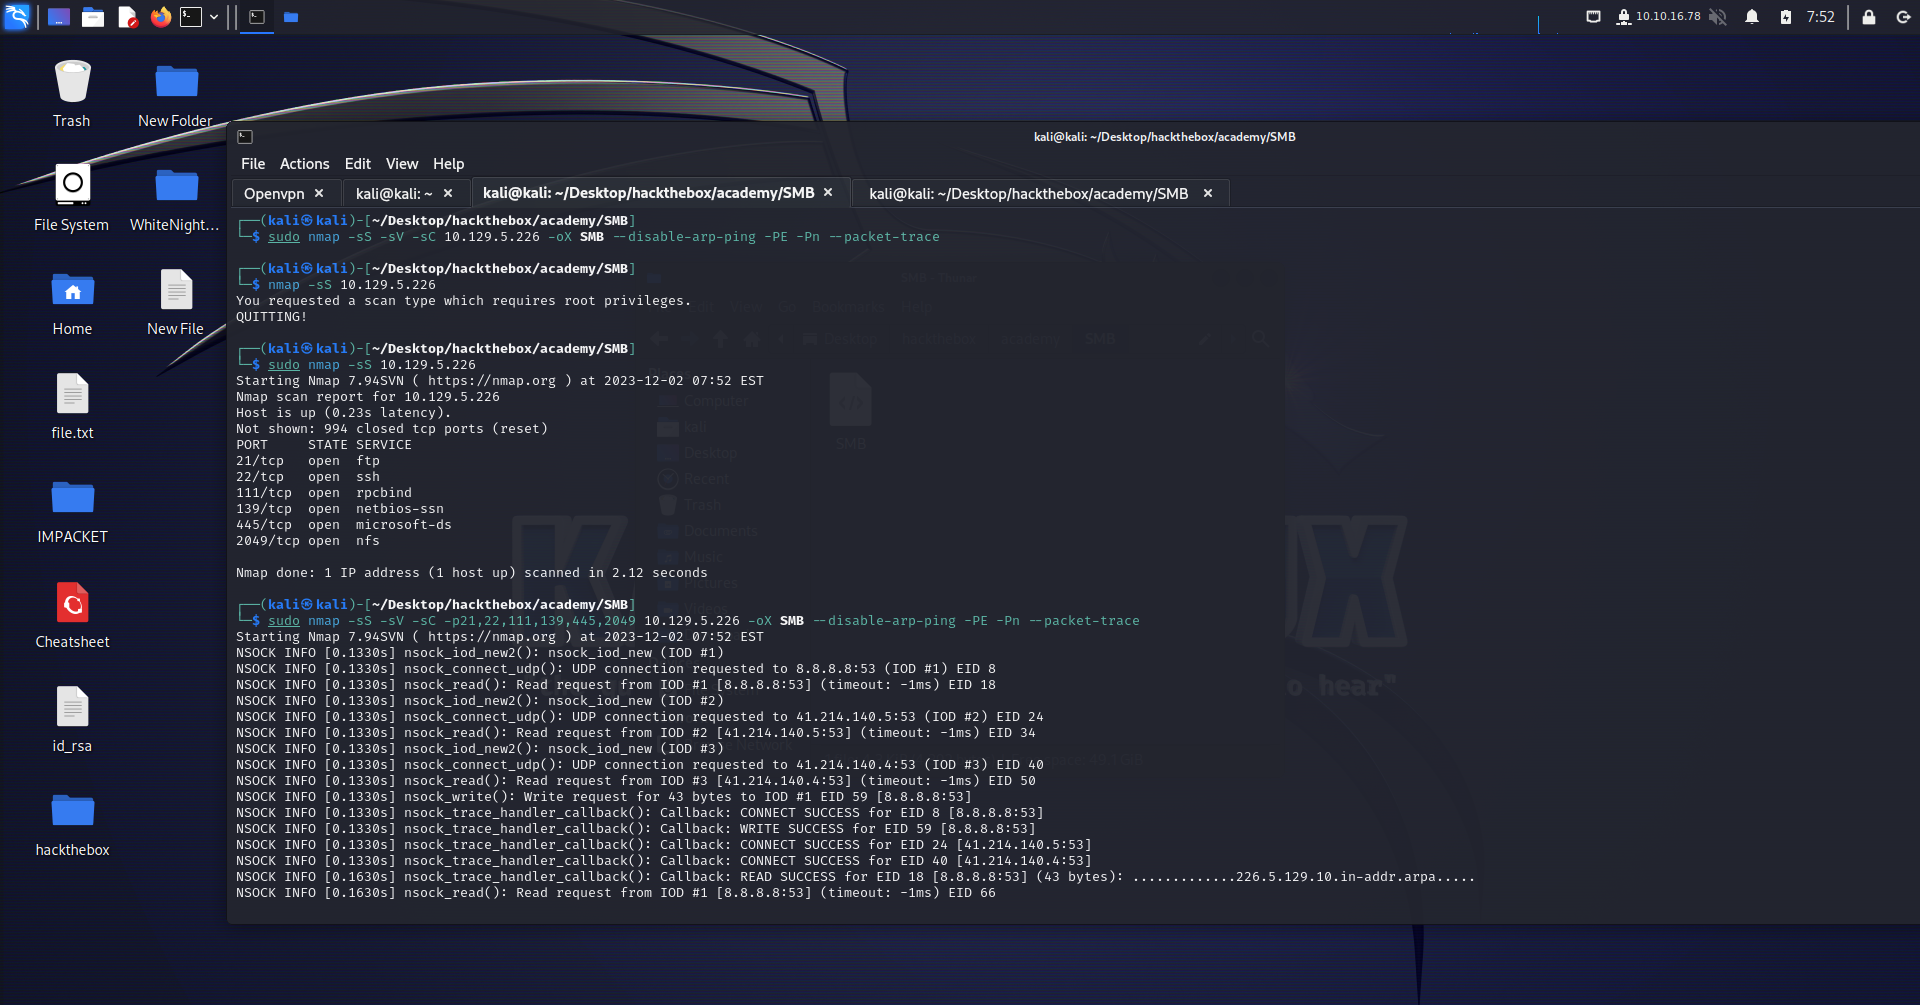 10.10.16.78
7:52
Trash
New Folder
File System
WhiteNight...
Home
New File
file.txt
IMPACKET
Cheatsheet
id_rsa
hackthebox
kali@kali: ~/Desktop/hackthebox/academy/SMB
File Actions Edit View Help
Openvpn × kali@kali: ~ × kali@kali: ~/Desktop/hackthebox/academy/SMB × kali@kali: ~/Desktop/hackthebox/academy/SMB ×
┌──(kali㉿kali)-[~/Desktop/hackthebox/academy/SMB]
└─$ sudo nmap -sS -sV -sC 10.129.5.226 -oX SMB --disable-arp-ping -PE -Pn --packet-trace
┌──(kali㉿kali)-[~/Desktop/hackthebox/academy/SMB]
└─$ nmap -sS 10.129.5.226
You requested a scan type which requires root privileges.
QUITTING!
┌──(kali㉿kali)-[~/Desktop/hackthebox/academy/SMB]
└─$ sudo nmap -sS 10.129.5.226
Starting Nmap 7.94SVN ( https://nmap.org ) at 2023-12-02 07:52 EST
Nmap scan report for 10.129.5.226
Host is up (0.23s latency).
Not shown: 994 closed tcp ports (reset)
PORT     STATE SERVICE
21/tcp   open  ftp
22/tcp   open  ssh
111/tcp  open  rpcbind
139/tcp  open  netbios-ssn
445/tcp  open  microsoft-ds
2049/tcp open  nfs
Nmap done: 1 IP address (1 host up) scanned in 2.12 seconds
┌──(kali㉿kali)-[~/Desktop/hackthebox/academy/SMB]
└─$ sudo nmap -sS -sV -sC -p21,22,111,139,445,2049 10.129.5.226 -oX SMB --disable-arp-ping -PE -Pn --packet-trace
Starting Nmap 7.94SVN ( https://nmap.org ) at 2023-12-02 07:52 EST
NSOCK INFO [0.1330s] nsock_iod_new2(): nsock_iod_new (IOD #1)
NSOCK INFO [0.1330s] nsock_connect_udp(): UDP connection requested to 8.8.8.8:53 (IOD #1) EID 8
NSOCK INFO [0.1330s] nsock_read(): Read request from IOD #1 [8.8.8.8:53] (timeout: -1ms) EID 18
NSOCK INFO [0.1330s] nsock_iod_new2(): nsock_iod_new (IOD #2)
NSOCK INFO [0.1330s] nsock_connect_udp(): UDP connection requested to 41.214.140.5:53 (IOD #2) EID 24
NSOCK INFO [0.1330s] nsock_read(): Read request from IOD #2 [41.214.140.5:53] (timeout: -1ms) EID 34
NSOCK INFO [0.1330s] nsock_iod_new2(): nsock_iod_new (IOD #3)
NSOCK INFO [0.1330s] nsock_connect_udp(): UDP connection requested to 41.214.140.4:53 (IOD #3) EID 40
NSOCK INFO [0.1330s] nsock_read(): Read request from IOD #3 [41.214.140.4:53] (timeout: -1ms) EID 50
NSOCK INFO [0.1330s] nsock_write(): Write request for 43 bytes to IOD #1 EID 59 [8.8.8.8:53]
NSOCK INFO [0.1330s] nsock_trace_handler_callback(): Callback: CONNECT SUCCESS for EID 8 [8.8.8.8:53]
NSOCK INFO [0.1330s] nsock_trace_handler_callback(): Callback: WRITE SUCCESS for EID 59 [8.8.8.8:53]
NSOCK INFO [0.1330s] nsock_trace_handler_callback(): Callback: CONNECT SUCCESS for EID 24 [41.214.140.5:53]
NSOCK INFO [0.1330s] nsock_trace_handler_callback(): Callback: CONNECT SUCCESS for EID 40 [41.214.140.4:53]
NSOCK INFO [0.1630s] nsock_trace_handler_callback(): Callback: READ SUCCESS for EID 18 [8.8.8.8:53] (43 bytes): .............226.5.129.10.in-addr.arpa.....
NSOCK INFO [0.1630s] nsock_read(): Read request from IOD #1 [8.8.8.8:53] (timeout: -1ms) EID 66
View Go Bookmarks Help
Desktop hackthebox academy SMB
Computer
kali
Desktop
Recent
Trash
Documents
Music
Pictures
Videos
SMB
o hear"